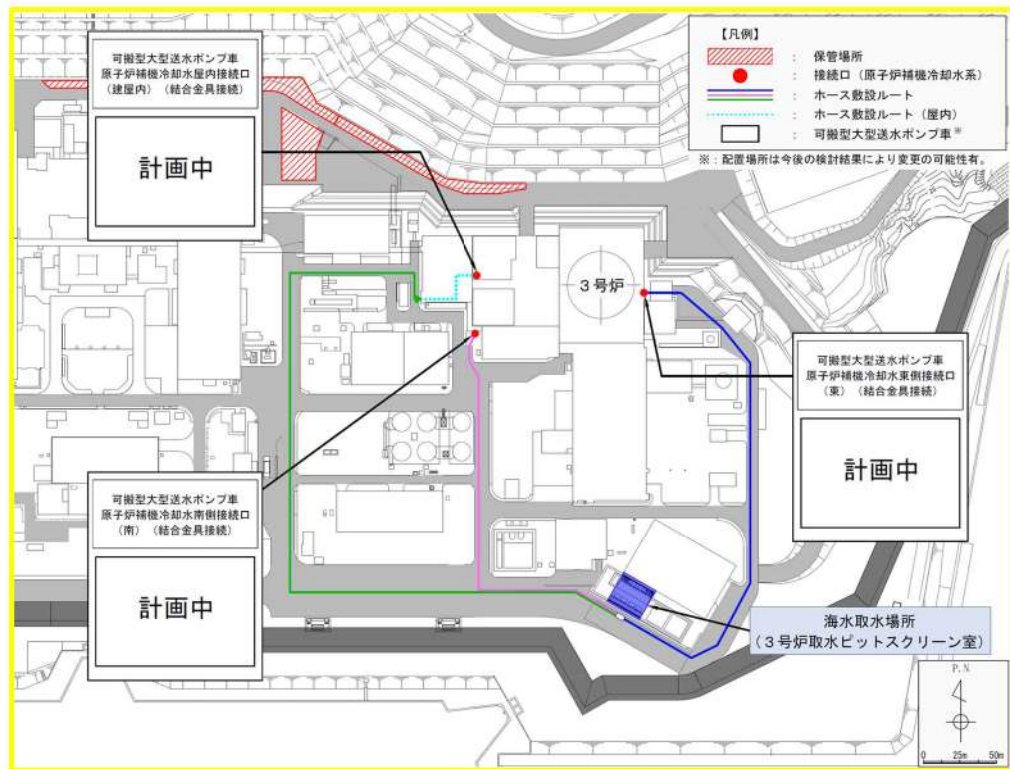 可搬型大型送水ポンプ車
原子炉補機冷却水屋内接続口
（建屋内）（結合金具接続）
計画中
【凡例】
： 保管場所
： 接続口（原子炉補機冷却水系）
： ホース敷設ルート
： ホース敷設ルート（屋内）
： 可搬型大型送水ポンプ車※
※：配置場所は今後の検討結果により変更の可能性有。
３号炉
可搬型大型送水ポンプ車
原子炉補機冷却水東側接続口
（東）（結合金具接続）
計画中
可搬型大型送水ポンプ車
原子炉補機冷却水南側接続口
（南）（結合金具接続）
計画中
海水取水場所
（３号炉取水ピットスクリーン室）
P.N
0 25m 50m